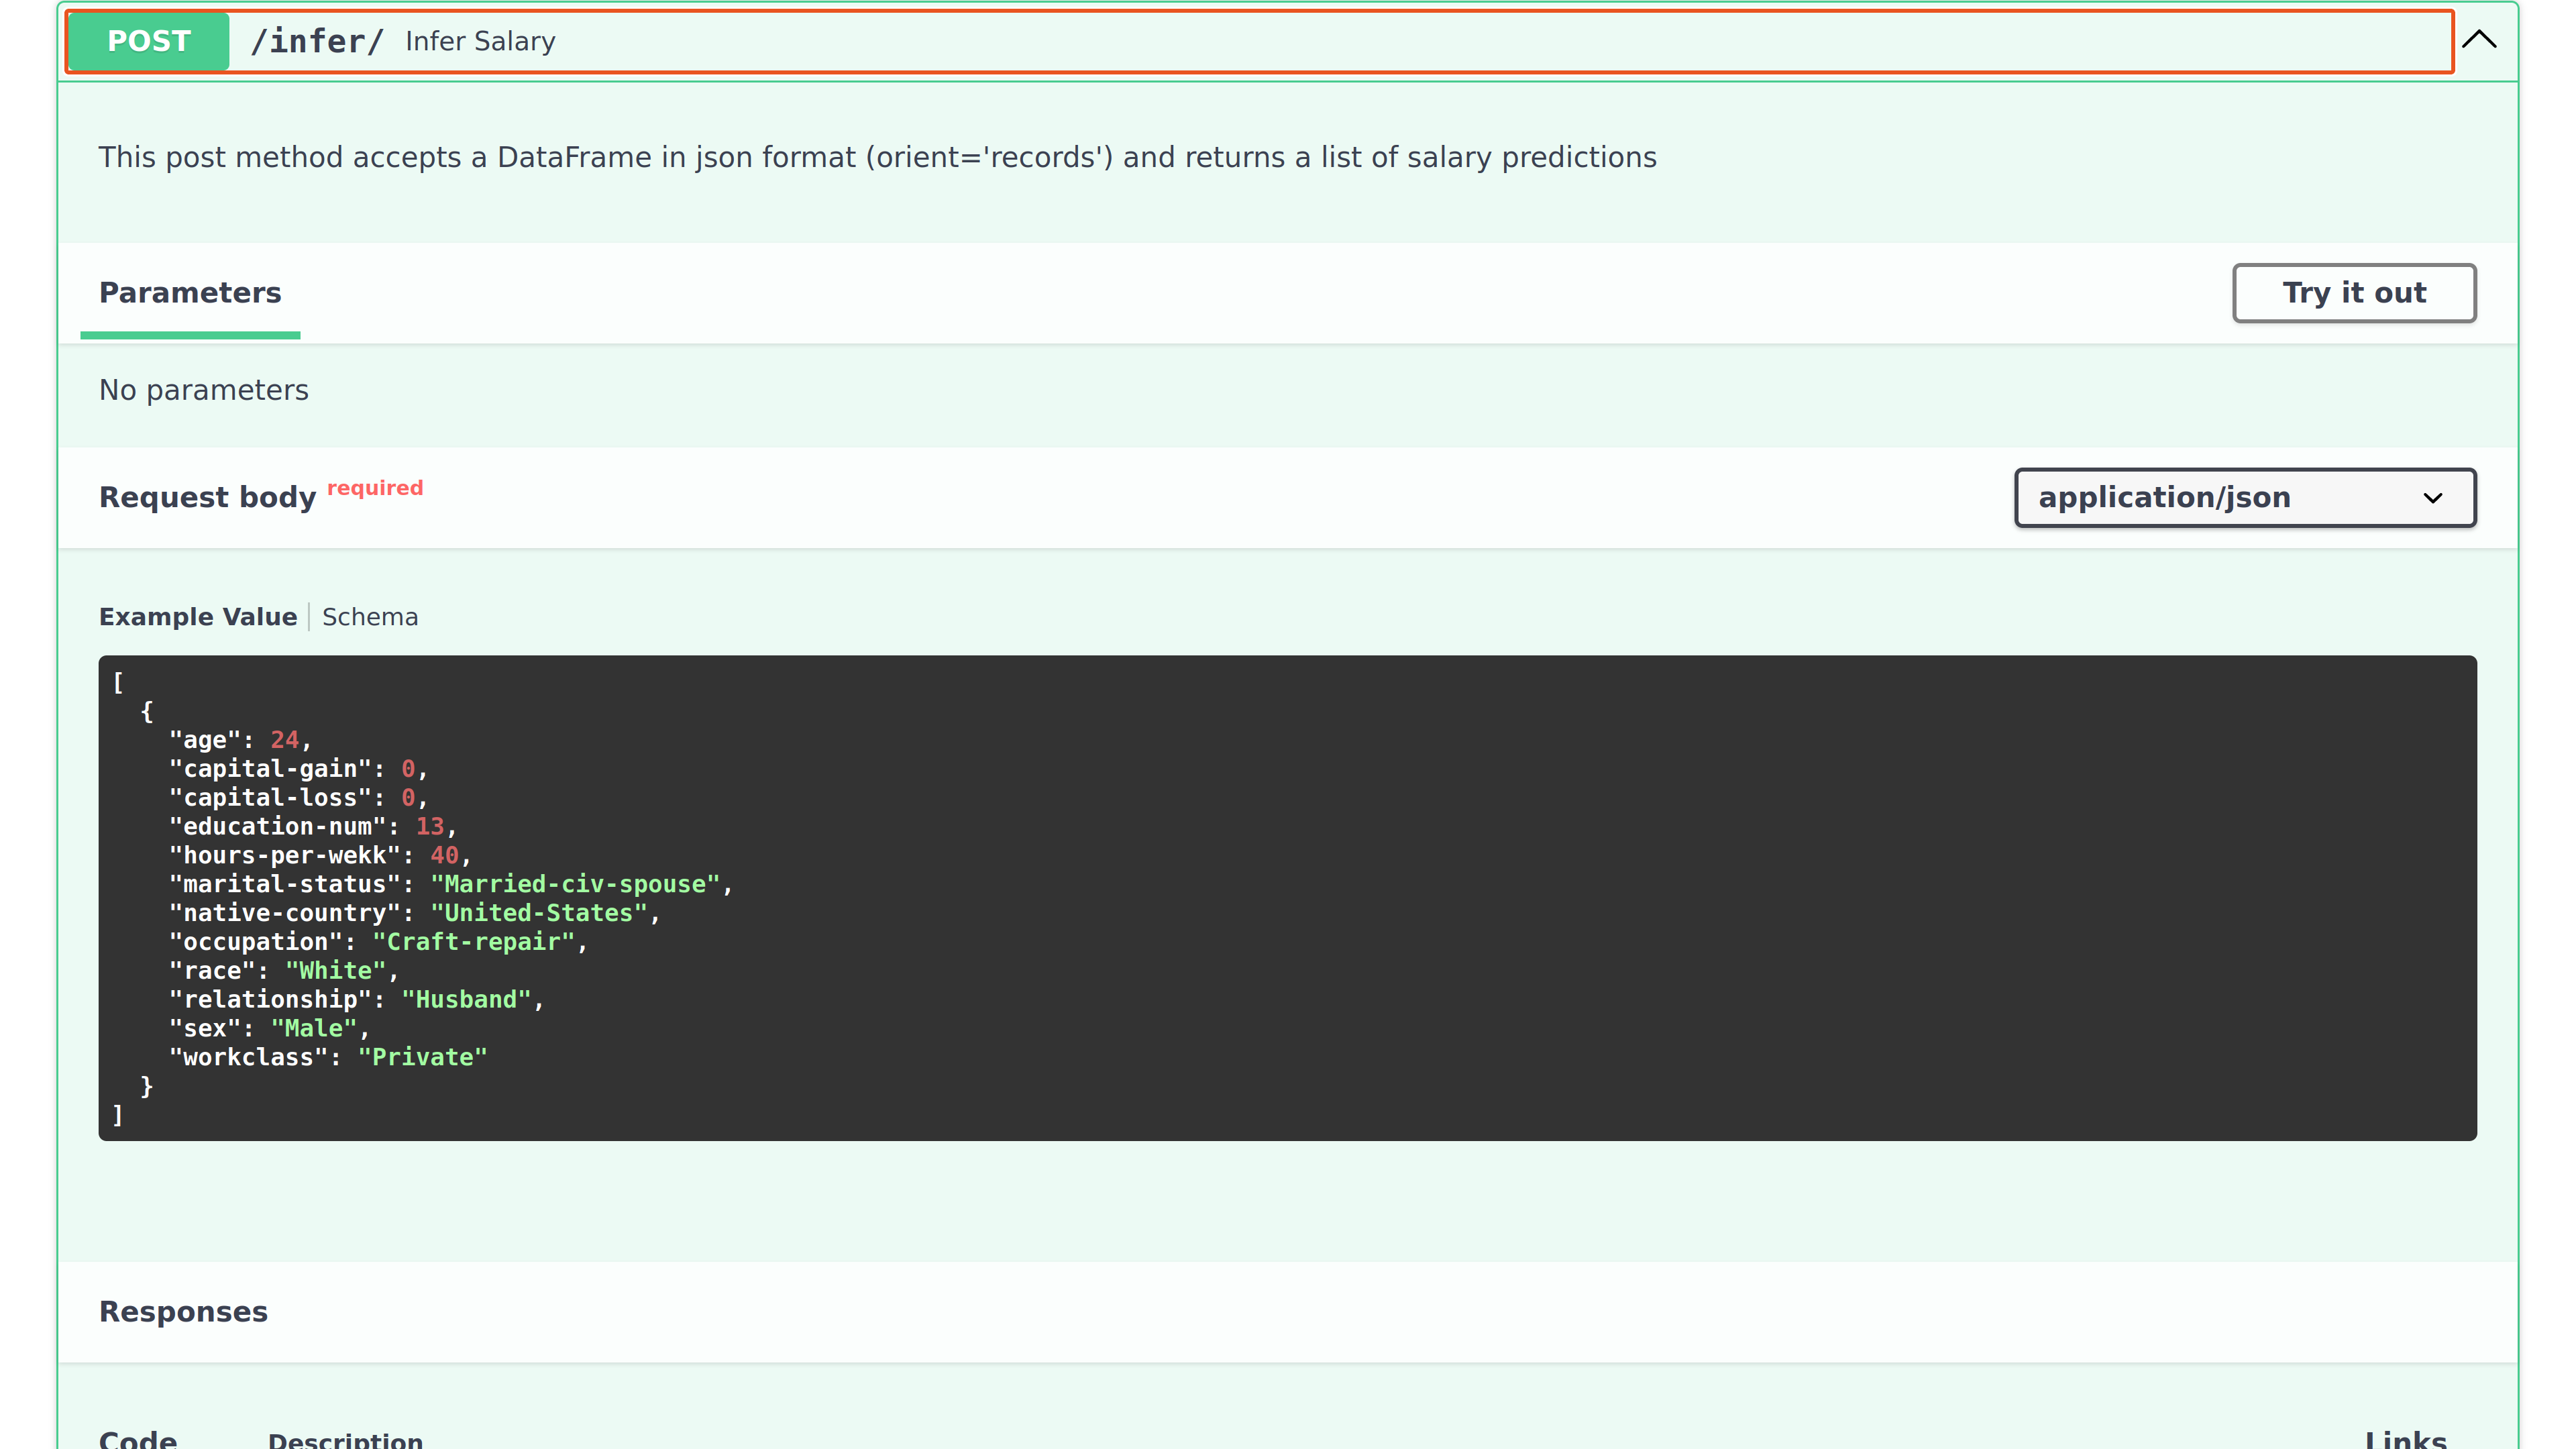 POST /infer/ Infer Salary
This post method accepts a DataFrame in json format (orient='records') and returns a list of salary predictions
Parameters
Try it out
No parameters
Request body required
application/json
Example Value
Schema
[
  {
    "age": 24,
    "capital-gain": 0,
    "capital-loss": 0,
    "education-num": 13,
    "hours-per-wekk": 40,
    "marital-status": "Married-civ-spouse",
    "native-country": "United-States",
    "occupation": "Craft-repair",
    "race": "White",
    "relationship": "Husband",
    "sex": "Male",
    "workclass": "Private"
  }
]
Responses
Code Description Links